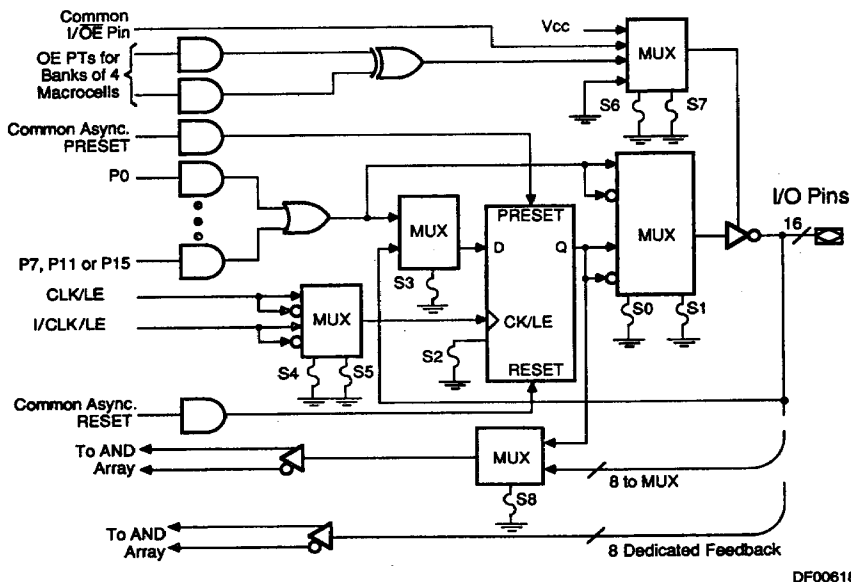 Common
I/OE Pin
OE PTs for
Banks of 4
Macrocells
Vcc
MUX
S6
S7
Common Async.
PRESET
P0
P7, P11 or P15
MUX
S3
PRESET
D
Q
CK/LE
RESET
S2
MUX
S0
S1
I/O Pins
16
CLK/LE
I/CLK/LE
MUX
S4
S5
Common Async.
RESET
To AND
Array
MUX
S8
8 to MUX
To AND
Array
8 Dedicated Feedback
DF00618